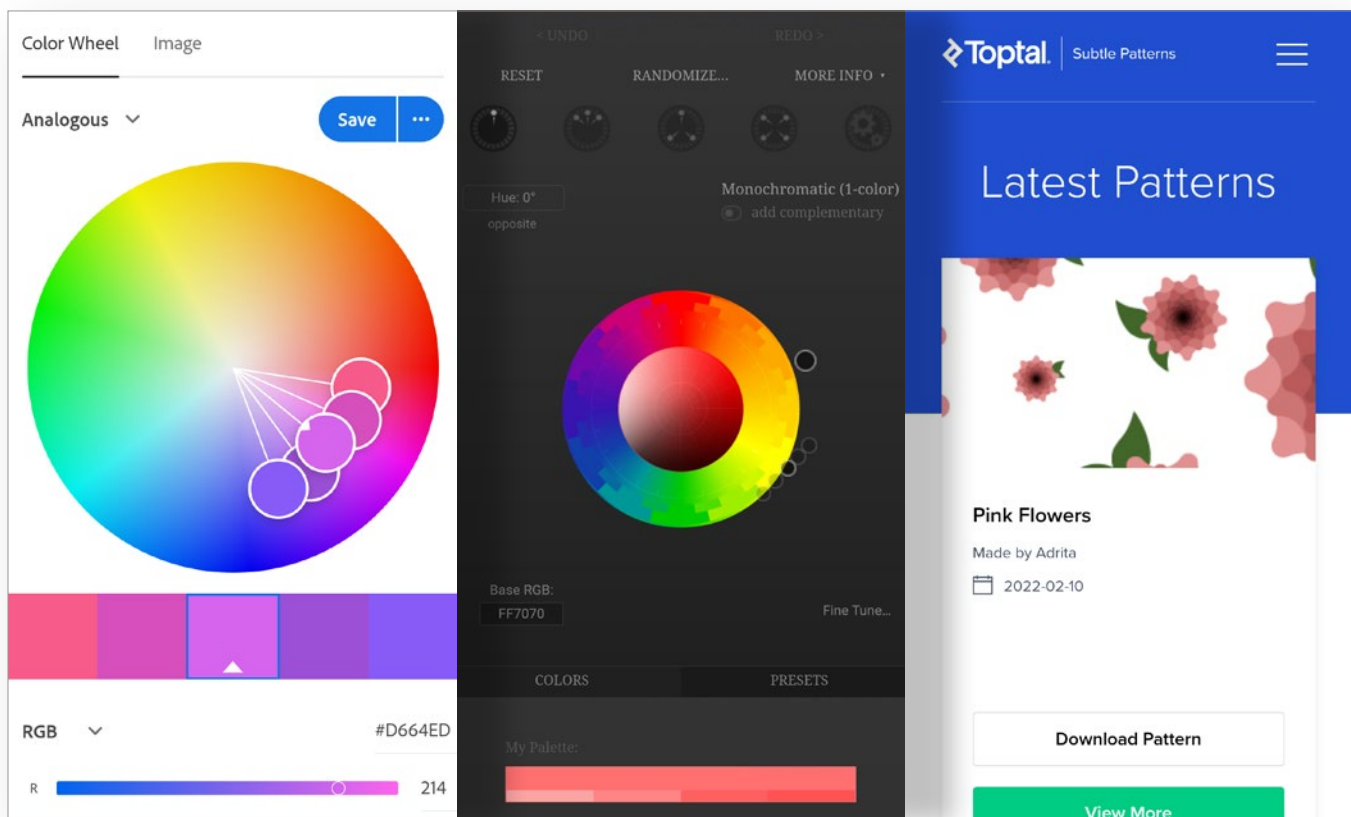 Color Wheel Image
Analogous
Save ...
RGB #D664ED
R 214
< UNDO REDO >
RESET RANDOMIZE... MORE INFO
Hue: 0°
opposite
Monochromatic (1-color)
add complementary
Base RGB:
FF7070
Fine Tune...
COLORS PRESETS
My Palette:
Toptal. Subtle Patterns
Latest Patterns
Pink Flowers
Made by Adrita
2022-02-10
Download Pattern
View More